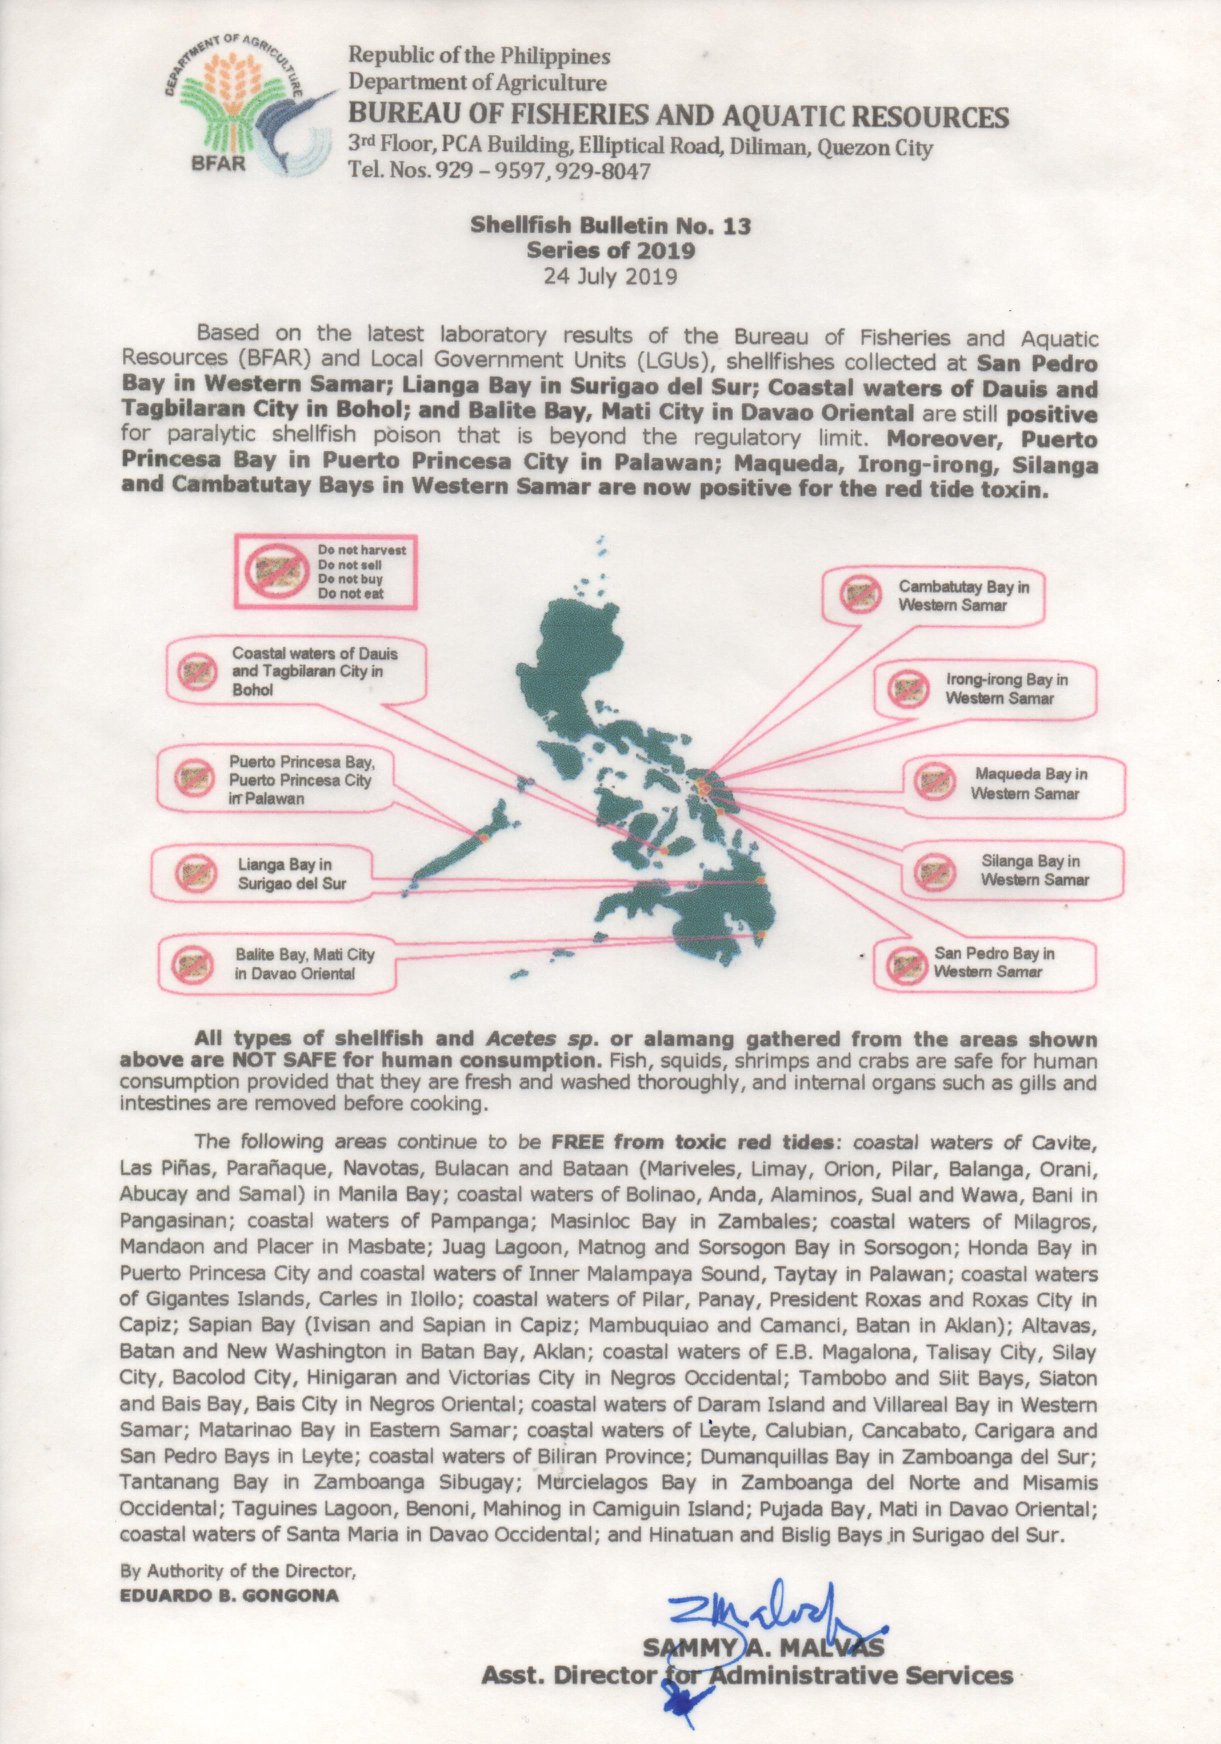 DEPARTMENT OF AGRICULTURE
BFAR
Republic of the Philippines
Department of Agriculture
BUREAU OF FISHERIES AND AQUATIC RESOURCES
3rd Floor, PCA Building, Elliptical Road, Diliman, Quezon City
Tel. Nos. 929 – 9597, 929-8047
Shellfish Bulletin No. 13
Series of 2019
24 July 2019
Based on the latest laboratory results of the Bureau of Fisheries and Aquatic
Resources (BFAR) and Local Government Units (LGUs), shellfishes collected at San Pedro
Bay in Western Samar; Lianga Bay in Surigao del Sur; Coastal waters of Dauis and
Tagbilaran City in Bohol; and Balite Bay, Mati City in Davao Oriental are still positive
for paralytic shellfish poison that is beyond the regulatory limit. Moreover, Puerto
Princesa Bay in Puerto Princesa City in Palawan; Maqueda, Irong-irong, Silanga
and Cambatutay Bays in Western Samar are now positive for the red tide toxin.
Do not harvest
Do not sell
Do not buy
Do not eat
Coastal waters of Dauis
and Tagbilaran City in
Bohol
Puerto Princesa Bay,
Puerto Princesa City
in Palawan
Lianga Bay in
Surigao del Sur
Balite Bay, Mati City
in Davao Oriental
Cambatutay Bay in
Western Samar
Irong-irong Bay in
Western Samar
Maqueda Bay in
Western Samar
Silanga Bay in
Western Samar
San Pedro Bay in
Western Samar
All types of shellfish and Acetes sp. or alamang gathered from the areas shown
above are NOT SAFE for human consumption. Fish, squids, shrimps and crabs are safe for human
consumption provided that they are fresh and washed thoroughly, and internal organs such as gills and
intestines are removed before cooking.
The following areas continue to be FREE from toxic red tides: coastal waters of Cavite,
Las Piñas, Parañaque, Navotas, Bulacan and Bataan (Mariveles, Limay, Orion, Pilar, Balanga, Orani,
Abucay and Samal) in Manila Bay; coastal waters of Bolinao, Anda, Alaminos, Sual and Wawa, Bani in
Pangasinan; coastal waters of Pampanga; Masinloc Bay in Zambales; coastal waters of Milagros,
Mandaon and Placer in Masbate; Juag Lagoon, Matnog and Sorsogon Bay in Sorsogon; Honda Bay in
Puerto Princesa City and coastal waters of Inner Malampaya Sound, Taytay in Palawan; coastal waters
of Gigantes Islands, Carles in Iloilo; coastal waters of Pilar, Panay, President Roxas and Roxas City in
Capiz; Sapian Bay (Ivisan and Sapian in Capiz; Mambuquiao and Camanci, Batan in Aklan); Altavas,
Batan and New Washington in Batan Bay, Aklan; coastal waters of E.B. Magalona, Talisay City, Silay
City, Bacolod City, Hinigaran and Victorias City in Negros Occidental; Tambobo and Siit Bays, Siaton
and Bais Bay, Bais City in Negros Oriental; coastal waters of Daram Island and Villareal Bay in Western
Samar; Matarinao Bay in Eastern Samar; coastal waters of Leyte, Calubian, Cancabato, Carigara and
San Pedro Bays in Leyte; coastal waters of Biliran Province; Dumanquillas Bay in Zamboanga del Sur;
Tantanang Bay in Zamboanga Sibugay; Murcielagos Bay in Zamboanga del Norte and Misamis
Occidental; Taguines Lagoon, Benoni, Mahinog in Camiguin Island; Pujada Bay, Mati in Davao Oriental;
coastal waters of Santa Maria in Davao Occidental; and Hinatuan and Bislig Bays in Surigao del Sur.
By Authority of the Director,
EDUARDO B. GONGONA
SAMMY A. MALVAS
Asst. Director for Administrative Services